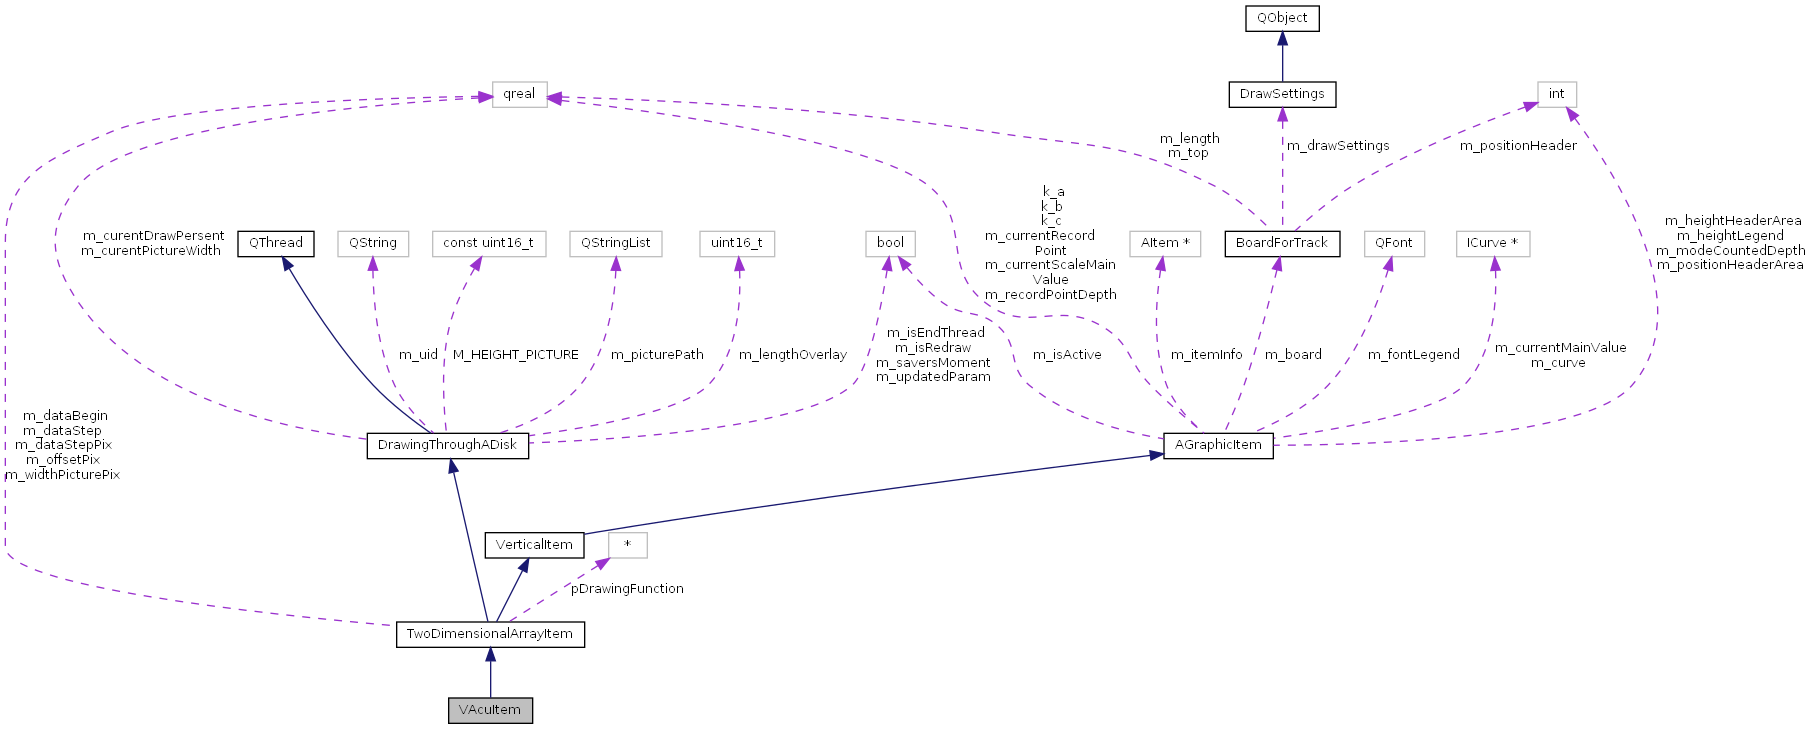 QObject
qreal
DrawSettings
int
m_length
m_top
m_drawSettings
m_positionHeader
k_a
k_b
k_c
m_currentRecord
Point
m_currentScaleMain
Value
m_recordPointDepth
m_heightHeaderArea
m_heightLegend
m_modeCountedDepth
m_positionHeaderArea
m_curentDrawPersent
m_curentPictureWidth
QThread
QString
const uint16_t
QStringList
uint16_t
bool
AItem *
BoardForTrack
QFont
ICurve *
m_uid
M_HEIGHT_PICTURE
m_picturePath
m_lengthOverlay
m_isEndThread
m_isRedraw
m_saversMoment
m_updatedParam
m_isActive
m_itemInfo
m_board
m_fontLegend
m_currentMainValue
m_curve
m_dataBegin
m_dataStep
m_dataStepPix
m_offsetPix
m_widthPicturePix
DrawingThroughADisk
AGraphicItem
VerticalItem
*
pDrawingFunction
TwoDimensionalArrayItem
VAcuItem